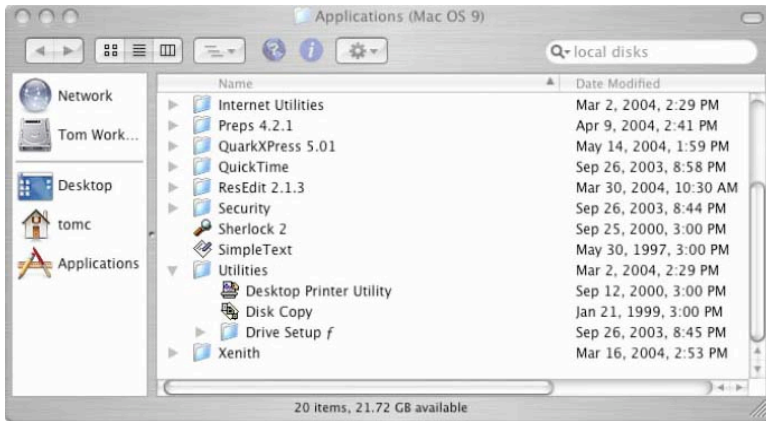 Applications (Mac OS 9)
local disks
Network
Tom Work...
Desktop
tomc
Applications
Name Date Modified
Internet Utilities Mar 2, 2004, 2:29 PM
Preps 4.2.1 Apr 9, 2004, 2:41 PM
QuarkXPress 5.01 May 14, 2004, 1:59 PM
QuickTime Sep 26, 2003, 8:58 PM
ResEdit 2.1.3 Mar 30, 2004, 10:30 AM
Security Sep 26, 2003, 8:44 PM
Sherlock 2 Sep 25, 2000, 3:00 PM
SimpleText May 30, 1997, 3:00 PM
Utilities Mar 2, 2004, 2:29 PM
Desktop Printer Utility Sep 12, 2000, 3:00 PM
Disk Copy Jan 21, 1999, 3:00 PM
Drive Setup ƒ Sep 26, 2003, 8:45 PM
Xenith Mar 16, 2004, 2:53 PM
20 items, 21.72 GB available